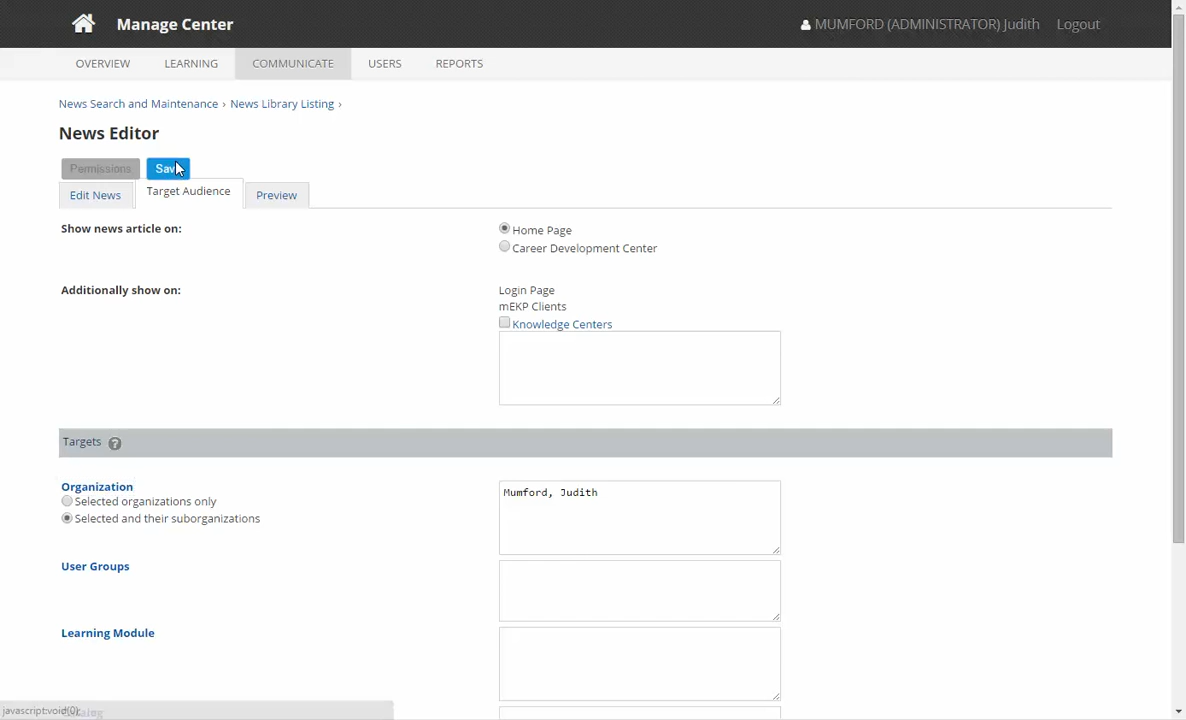 Manage Center
MUMFORD (ADMINISTRATOR) Judith
Logout
OVERVIEW
LEARNING
COMMUNICATE
USERS
REPORTS
News Search and Maintenance › News Library Listing ›
News Editor
Permissions
Save
Edit News
Target Audience
Preview
Show news article on:
Home Page
Career Development Center
Additionally show on:
Login Page
mEKP Clients
Knowledge Centers
Targets ?
Organization
Selected organizations only
Selected and their suborganizations
Mumford, Judith
User Groups
Learning Module
javascript:void(0);